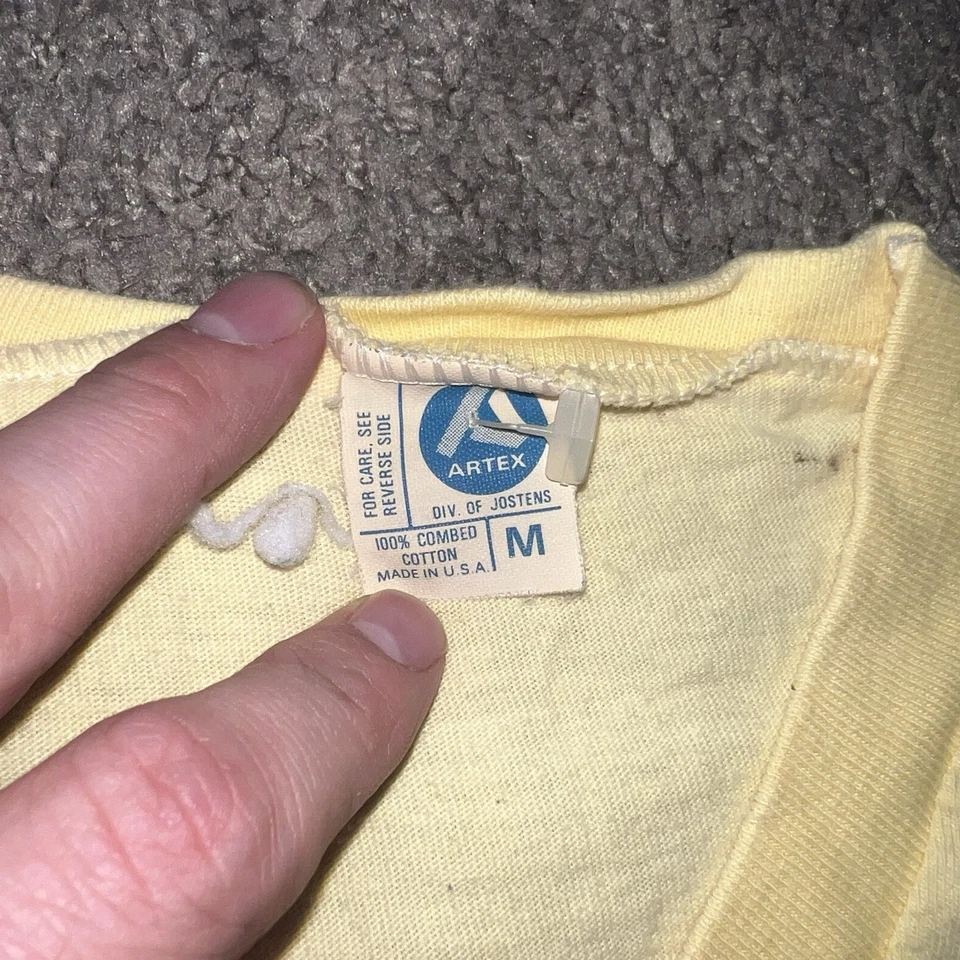 FOR CARE, SEE
REVERSE SIDE
ARTEX
DIV. OF JOSTENS
100% COMBED
COTTON
MADE IN U.S.A.
M